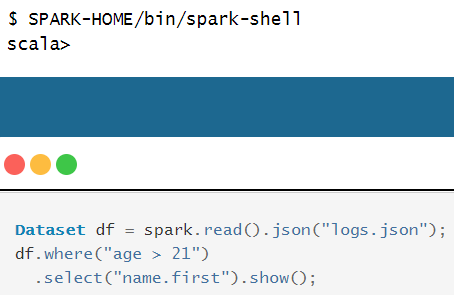 $ SPARK-HOME/bin/spark-shell
scala>
Dataset df = spark.read().json("logs.json");
df.where("age > 21")
.select("name.first").show();